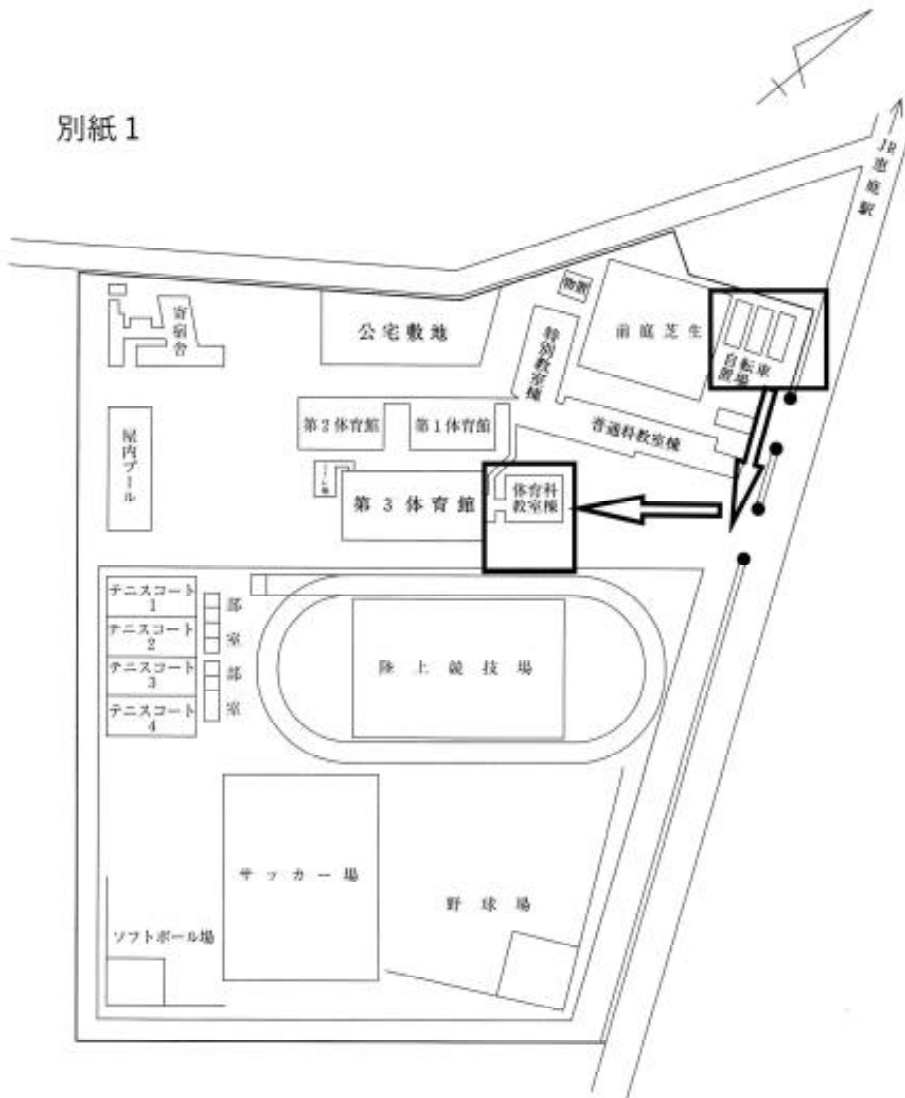 別紙1
JR恵庭駅
物置
寄宿舎
公宅敷地
特別教室棟
前庭芝生
自転車
置場
屋内プール
第2体育館
第1体育館
普通科教室棟
第3体育館
体育科
教室棟
テニスコート
1
テニスコート
2
テニスコート
3
テニスコート
4
部室
部室
陸上競技場
サッカー場
野球場
ソフトボール場